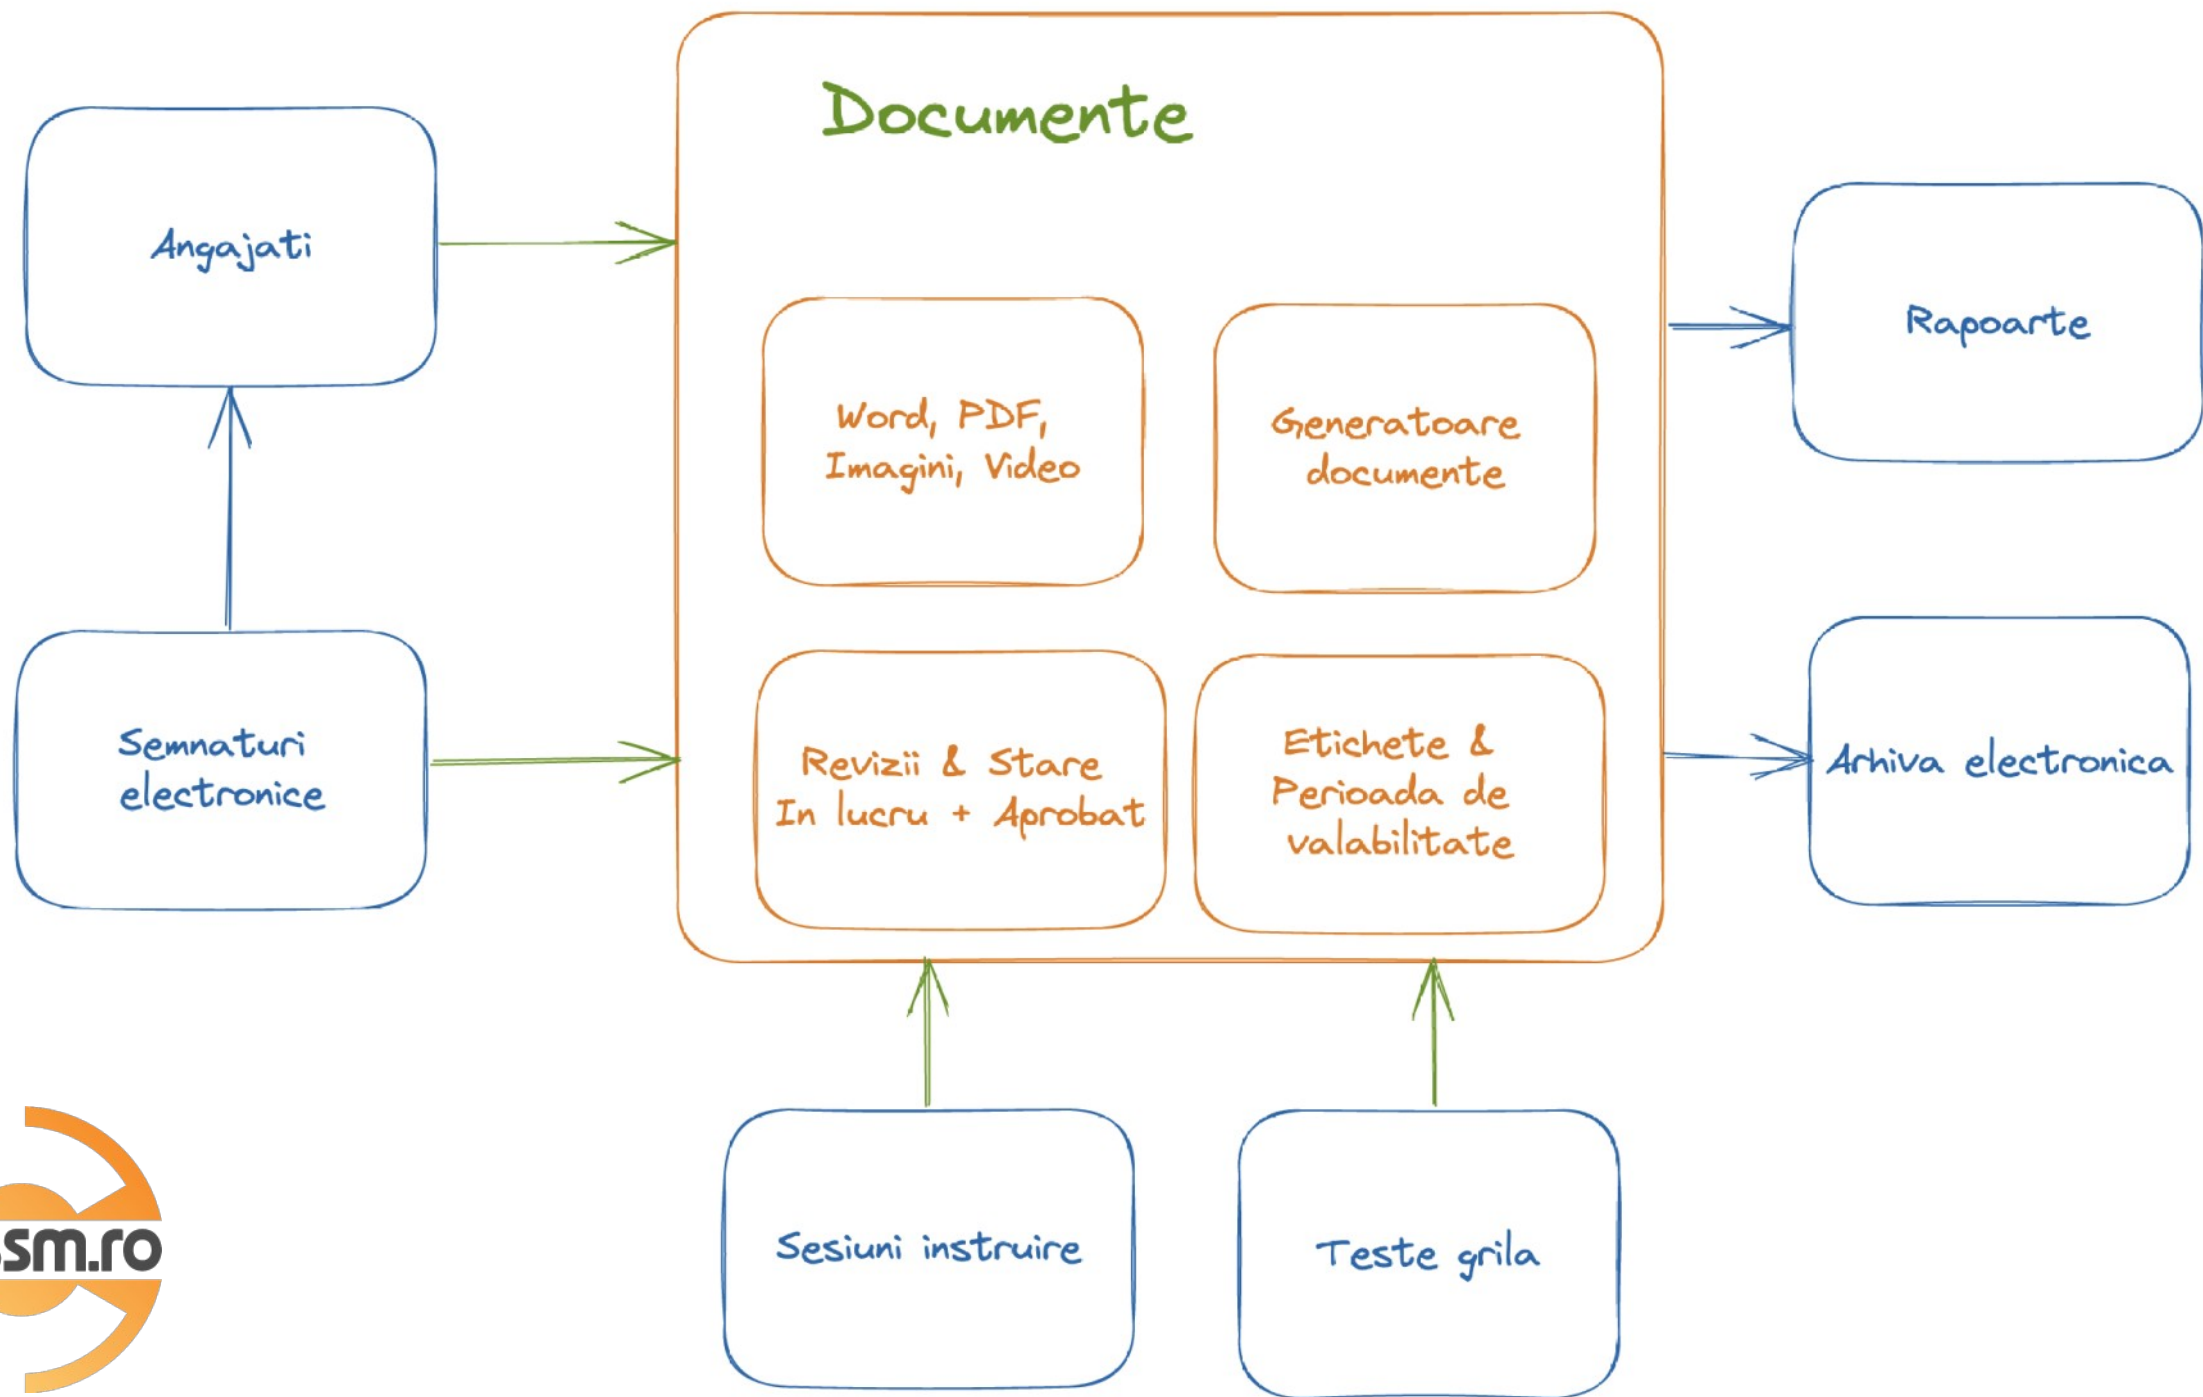 Documente
Angajati
Rapoarte
Word, PDF,
Imagini, Video
Generatoare
documente
Semnaturi
electronice
Revizii & Stare
In lucru + Aprobat
Etichete &
Perioada de
valabilitate
Arhiva electronica
Sesiuni instruire
Teste grila
sm.ro